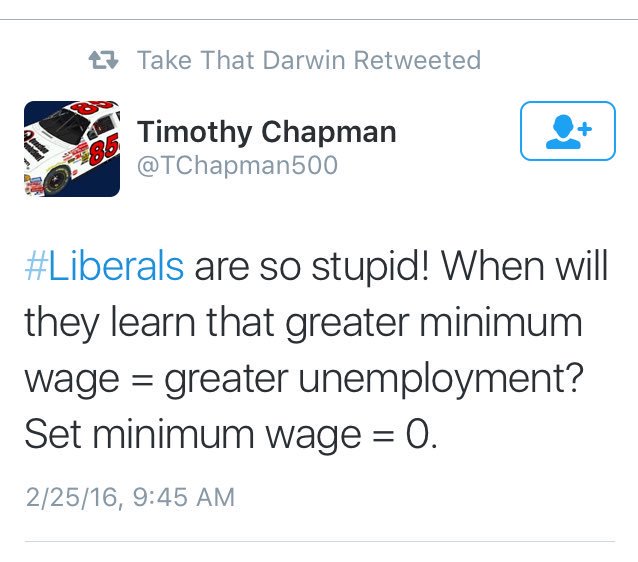 Take That Darwin Retweeted
Timothy Chapman
@TChapman500
85
#Liberals are so stupid! When will
they learn that greater minimum
wage = greater unemployment?
Set minimum wage = 0.
2/25/16, 9:45 AM